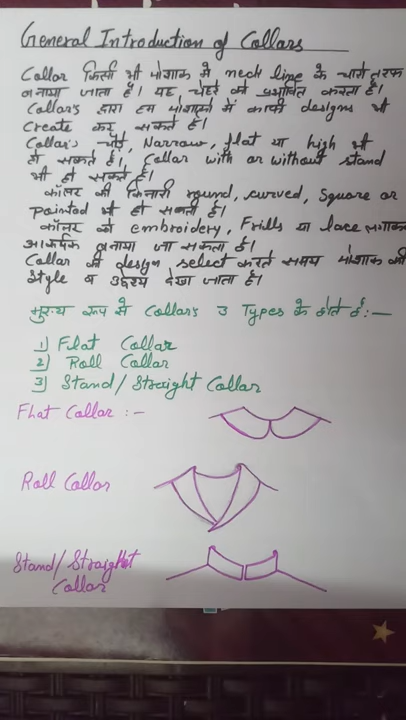 General Introduction of Collars
Collar किसी भी पोशाक में neck line के चारों तरफ
बनाया जाता है। यह चेहरे को प्रभावित करता है।
Collars द्वारा हम पोशाकों में काफी designs भी
create कर सकते हैं।
Collars चौड़े, Narrow, flat या high भी
हो सकते हैं, Collar with or without stand
भी हो सकते हैं।
कॉलर की किनारी round, curved, Square or
pointed भी हो सकती है।
कॉलर को embroidery, Frills या lace लगाकर
आकर्षक बनाया जा सकता है।
Collar की design select करते समय पोशाक की
style व उद्देश्य देखा जाता है।
मुख्य रूप से Collars 3 Types के होते हैं:—
1) Flat Collar
2) Roll Collar
3) Stand/Straight Collar
Flat Collar :-
Roll Collar
Stand/Straight
Collar